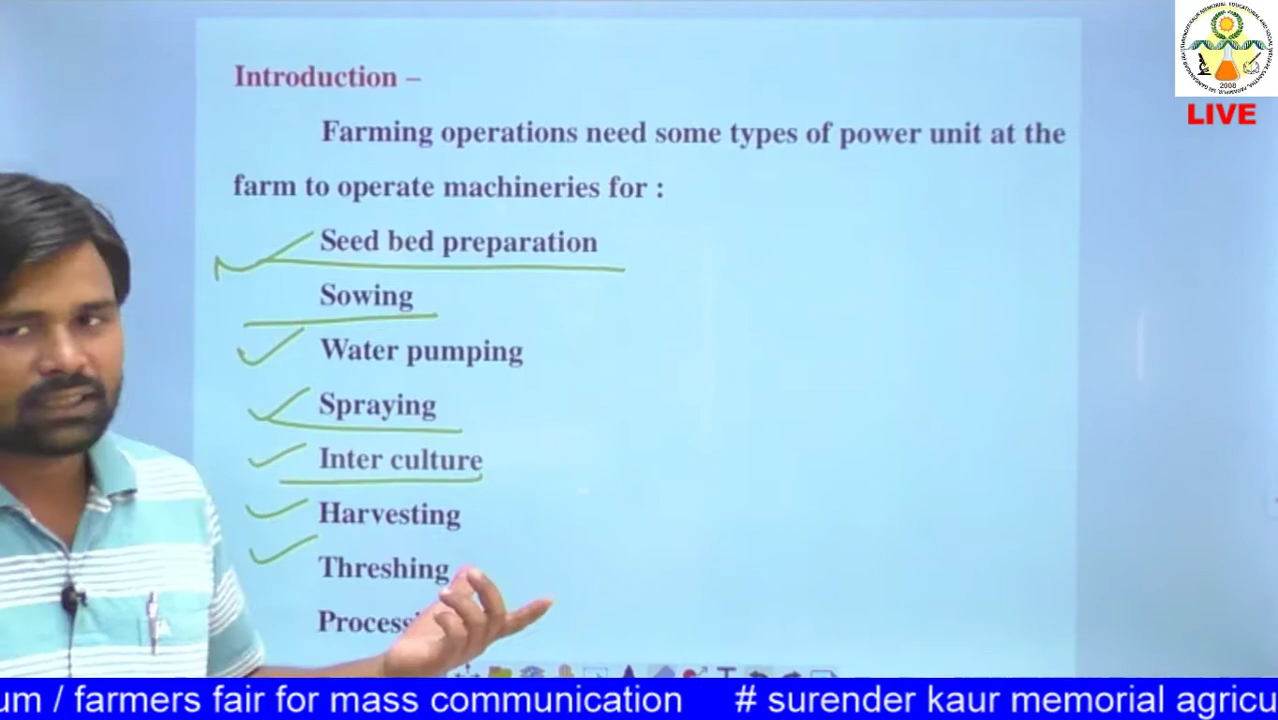 Introduction –
Farming operations need some types of power unit at the
farm to operate machineries for :
Seed bed preparation
Sowing
Water pumping
Spraying
Inter culture
Harvesting
Threshing
2008
LIVE
um / farmers fair for mass communication # surender kaur memorial agricu